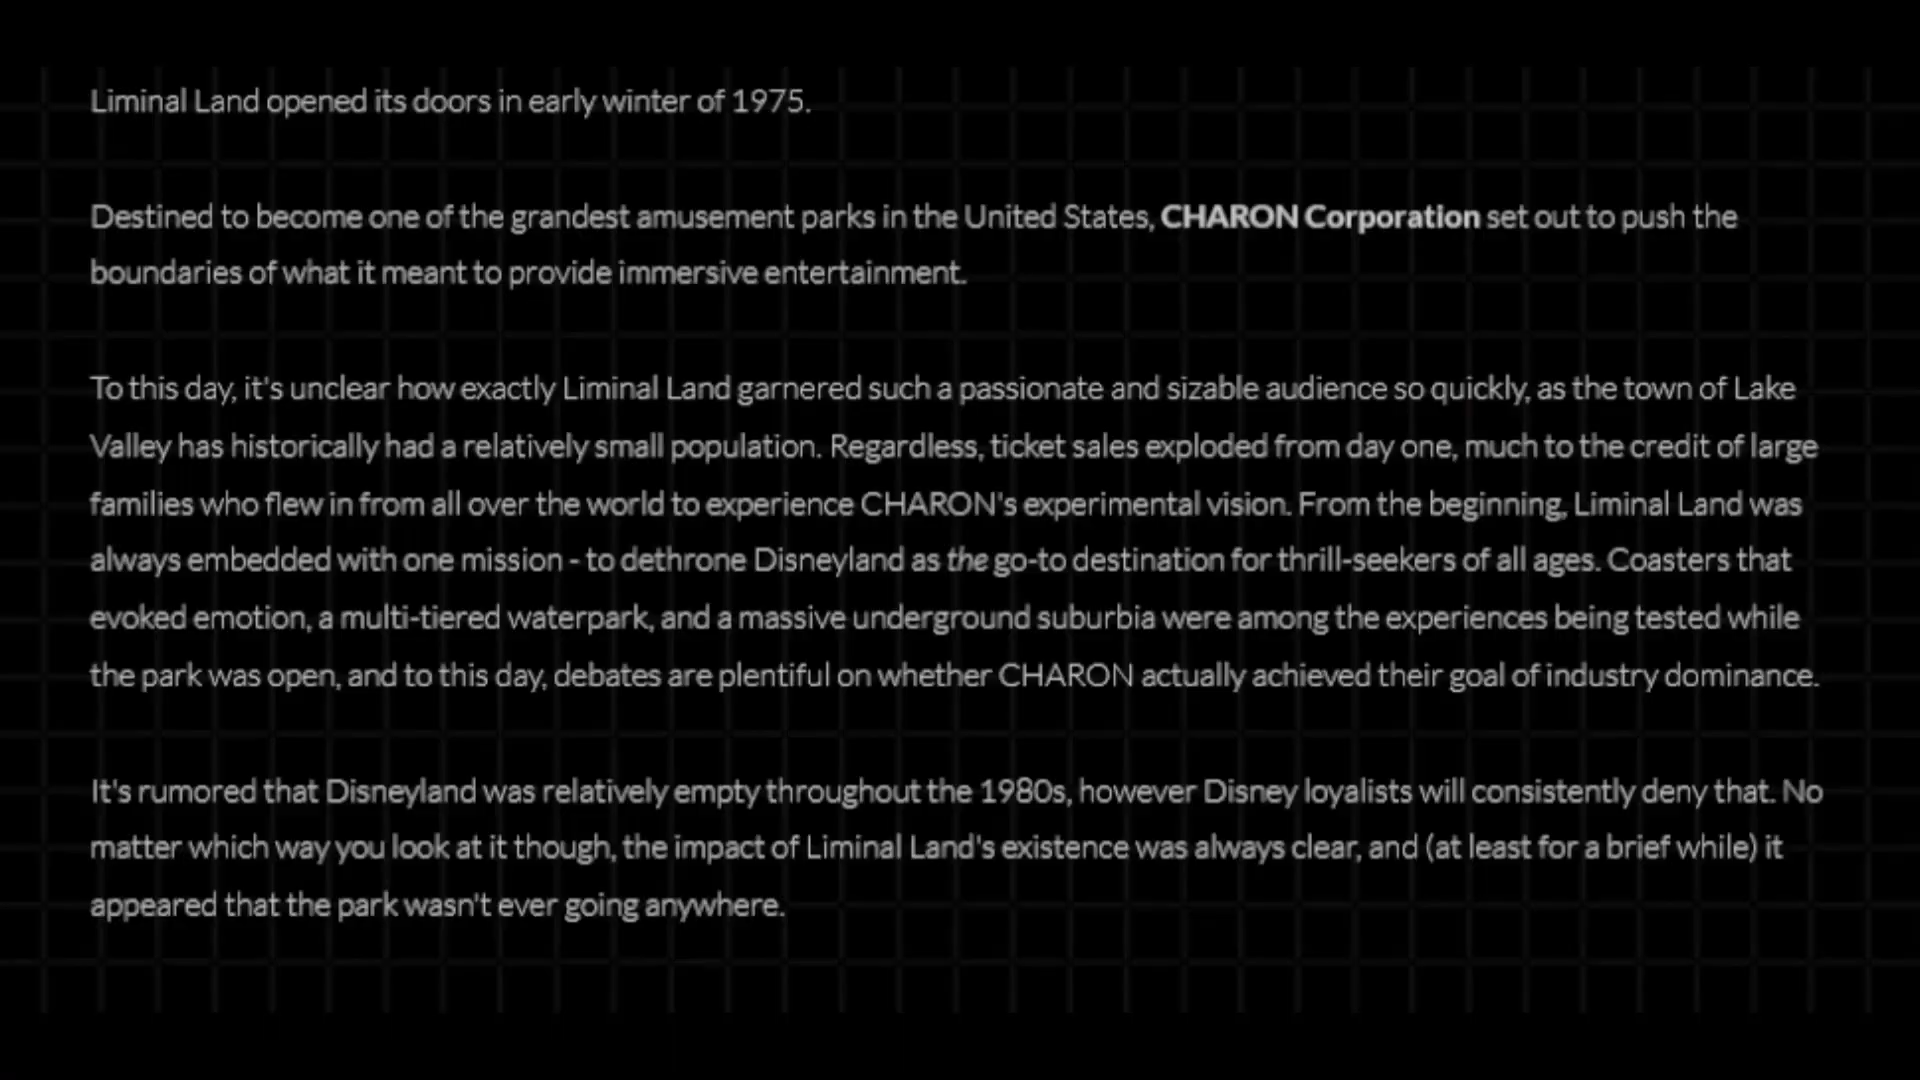 Liminal Land opened its doors in early winter of 1975.
Destined to become one of the grandest amusement parks in the United States, CHARON Corporation set out to push the
boundaries of what it meant to provide immersive entertainment.
To this day, it's unclear how exactly Liminal Land garnered such a passionate and sizable audience so quickly, as the town of Lake
Valley has historically had a relatively small population. Regardless, ticket sales exploded from day one, much to the credit of large
families who flew in from all over the world to experience CHARON's experimental vision. From the beginning, Liminal Land was
always embedded with one mission - to dethrone Disneyland as the go-to destination for thrill-seekers of all ages. Coasters that
evoked emotion, a multi-tiered waterpark, and a massive underground suburbia were among the experiences being tested while
the park was open, and to this day, debates are plentiful on whether CHARON actually achieved their goal of industry dominance.
It's rumored that Disneyland was relatively empty throughout the 1980s, however Disney loyalists will consistently deny that. No
matter which way you look at it though, the impact of Liminal Land's existence was always clear, and (at least for a brief while) it
appeared that the park wasn't ever going anywhere.